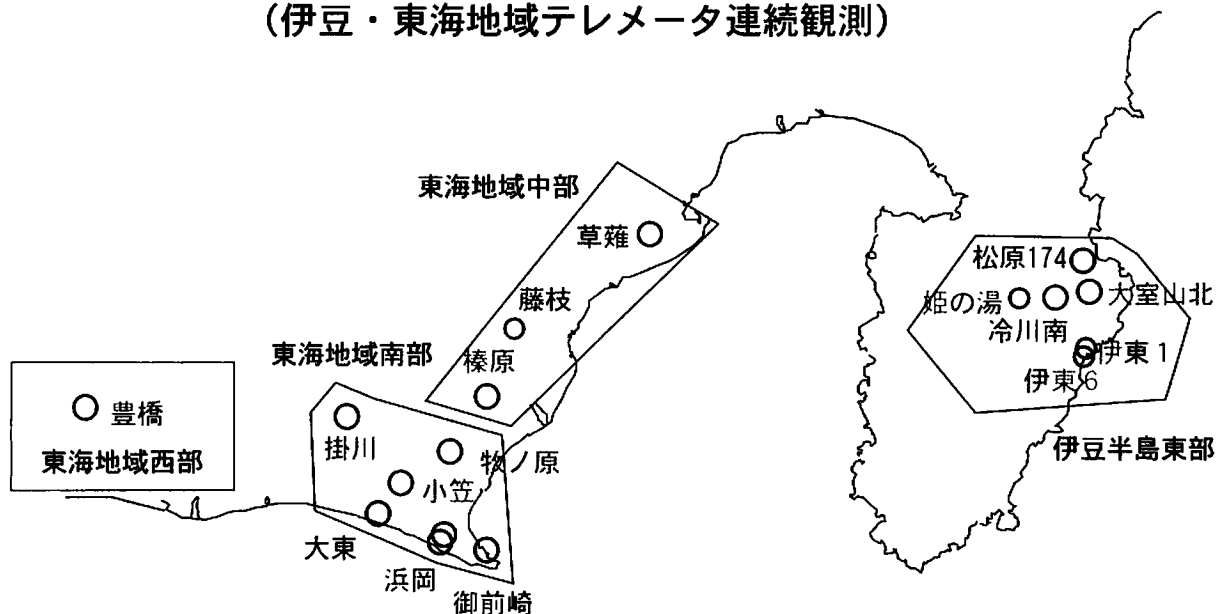 (伊豆・東海地域テレメータ連続観測)
東海地域中部
草薙
藤枝
榛原
東海地域南部
掛川
牧ノ原
小笠
大東
浜岡
御前崎
豊橋
東海地域西部
松原174
姫の湯
大室山北
冷川南
伊東1
伊東6
伊豆半島東部